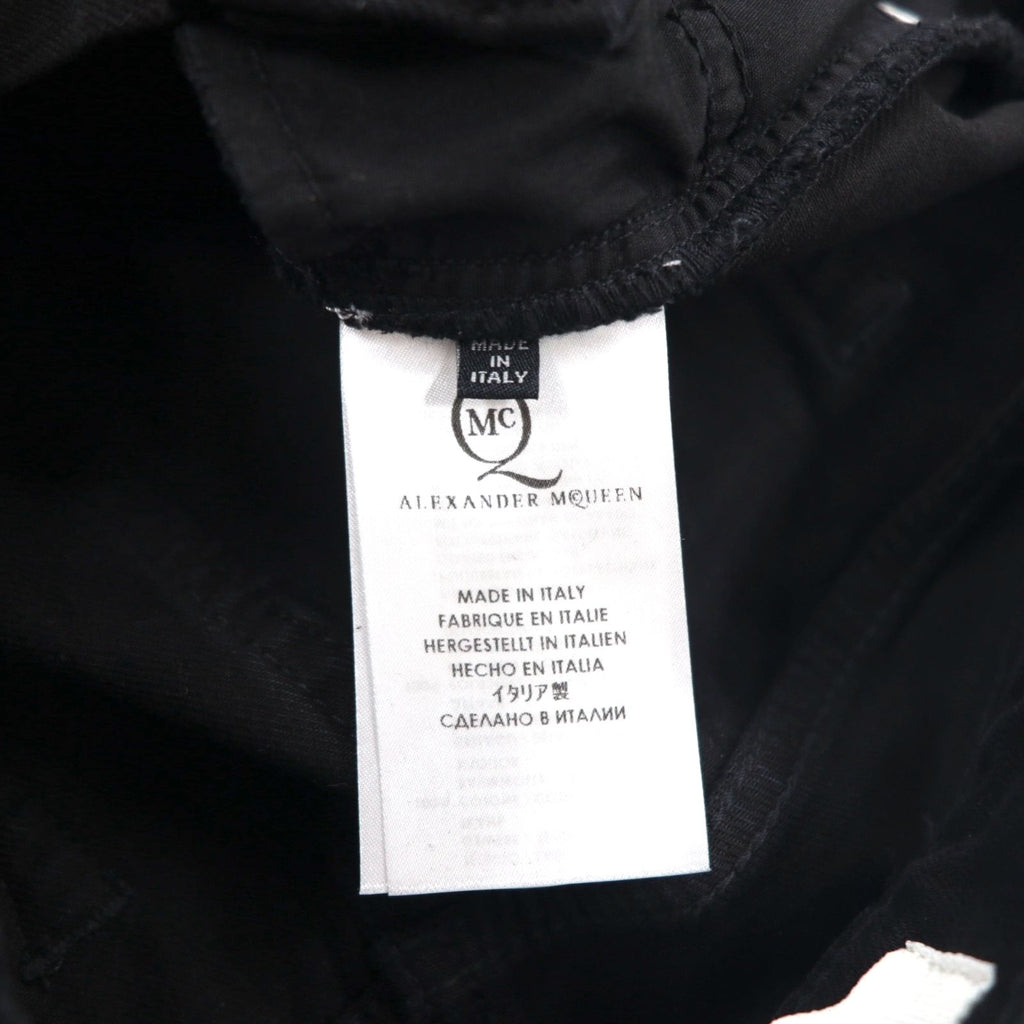 MADE
IN
ITALY
McQ
ALEXANDER McQUEEN
MADE IN ITALY
FABRIQUE EN ITALIE
HERGESTELLT IN ITALIEN
HECHO EN ITALIA
イタリア製
СДЕЛАНО В ИТАЛИИ